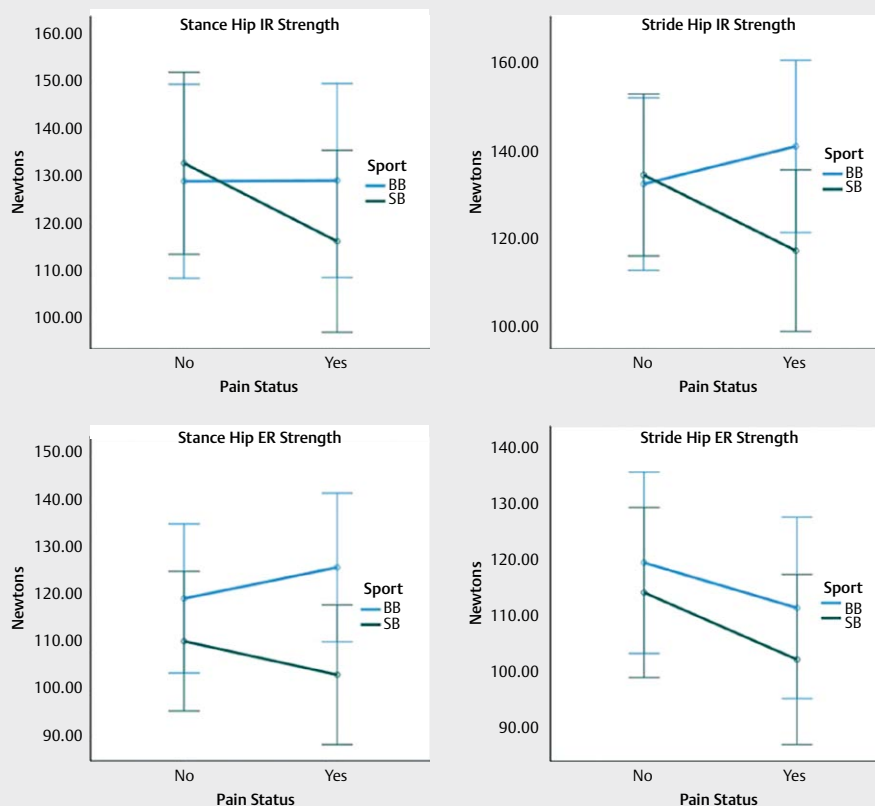 Stance Hip IR Strength
160.00
150.00
140.00
130.00
120.00
110.00
100.00
Newtons
Sport
BB
SB
No Yes
Pain Status
Stride Hip IR Strength
160.00
140.00
120.00
100.00
Newtons
Sport
BB
SB
No Yes
Pain Status
Stance Hip ER Strength
150.00
140.00
130.00
120.00
110.00
100.00
90.00
Newtons
Sport
BB
SB
No Yes
Pain Status
Stride Hip ER Strength
140.00
130.00
120.00
110.00
100.00
90.00
Newtons
Sport
BB
SB
No Yes
Pain Status